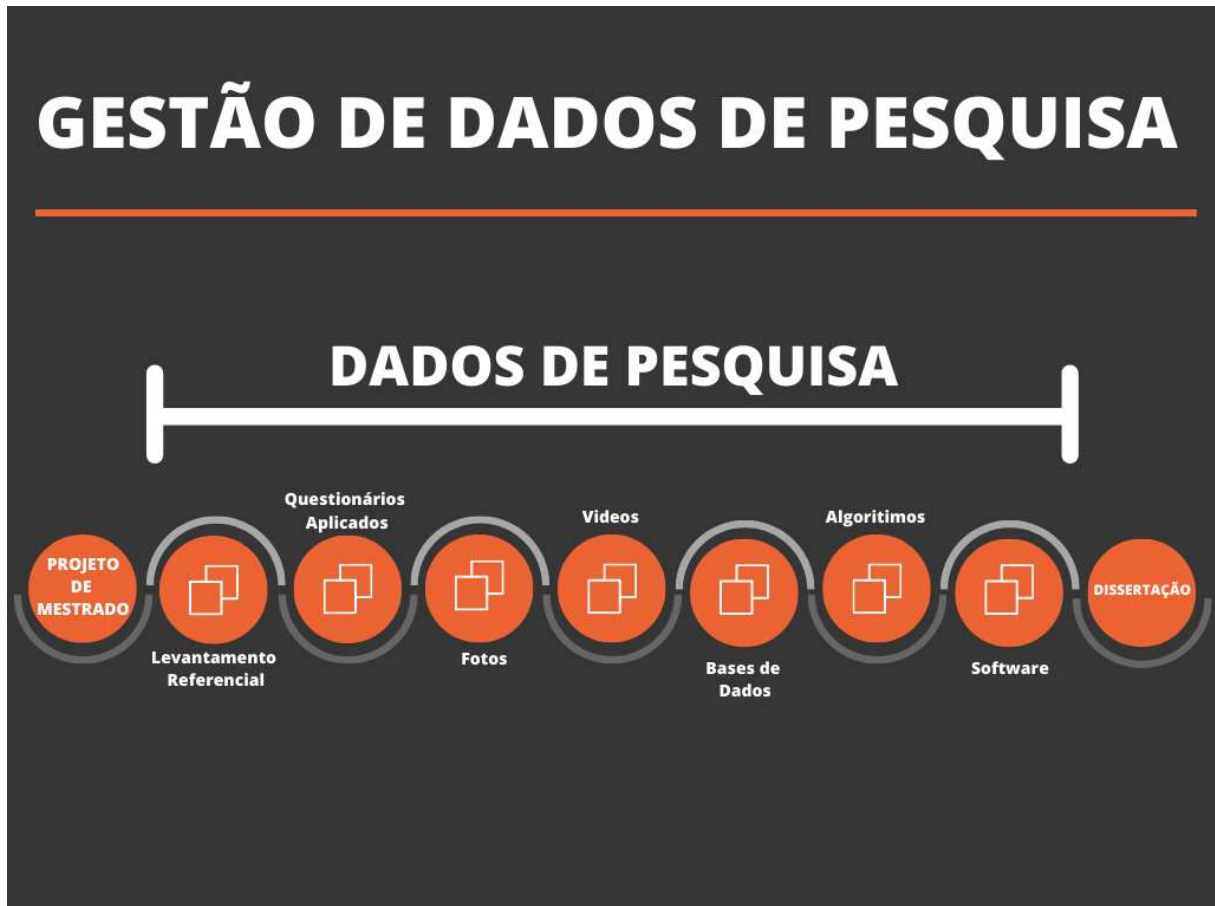 GESTÃO DE DADOS DE PESQUISA
DADOS DE PESQUISA
PROJETO
DE
MESTRADO
Levantamento
Referencial
Questionários
Aplicados
Fotos
Videos
Bases de
Dados
Algoritimos
Software
DISSERTAÇÃO